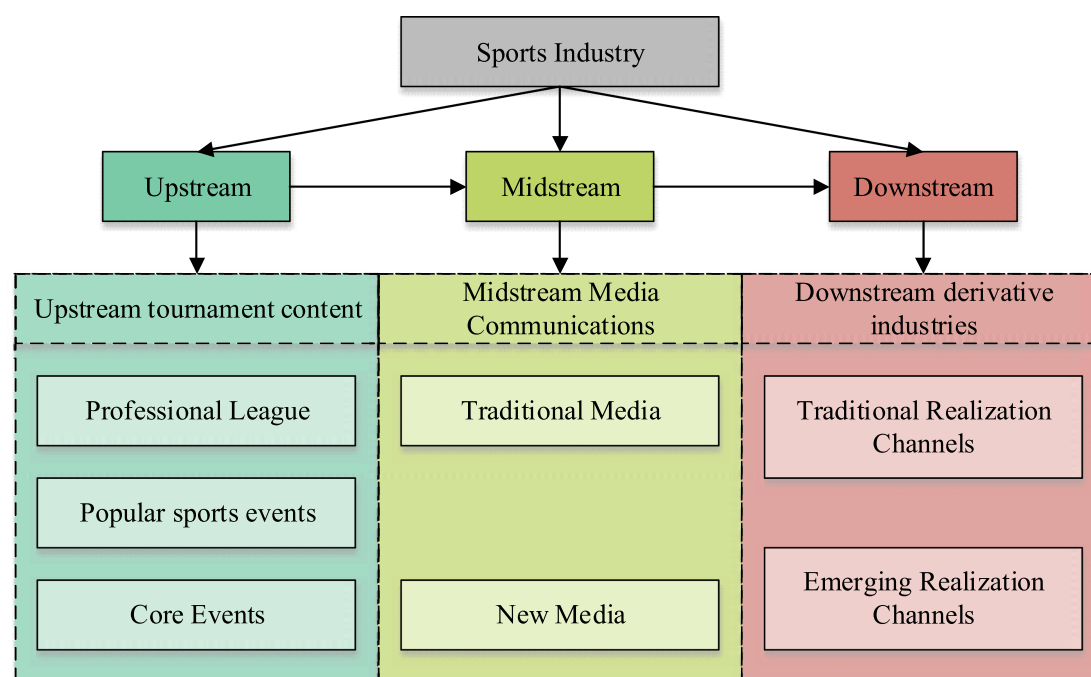 Sports Industry
Upstream
Midstream
Downstream
Upstream tournament content
Midstream Media
Communications
Downstream derivative
industries
Professional League
Traditional Media
Traditional Realization
Channels
Popular sports events
Core Events
New Media
Emerging Realization
Channels